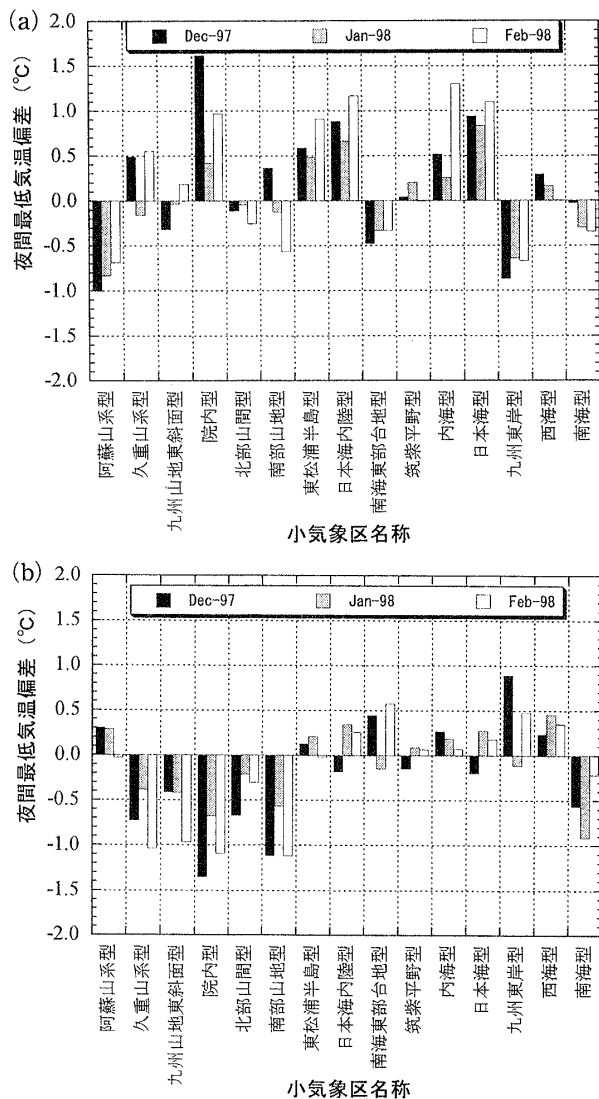 (a)
Dec-97 Jan-98 Feb-98
夜間最低気温偏差 (℃)
2.0
1.5
1.0
0.5
0.0
-0.5
-1.0
-1.5
-2.0
阿蘇山系型
久重山系型
九州山地東斜面型
院内型
北部山間型
南部山地型
東松浦半島型
日本海内陸型
南海東部台地型
筑紫平野型
内海型
日本海型
九州東岸型
西海型
南海型
小気象区名称
(b)
Dec-97 Jan-98 Feb-98
夜間最低気温偏差 (℃)
2.0
1.5
1.0
0.5
0.0
-0.5
-1.0
-1.5
-2.0
阿蘇山系型
久重山系型
九州山地東斜面型
院内型
北部山間型
南部山地型
東松浦半島型
日本海内陸型
南海東部台地型
筑紫平野型
内海型
日本海型
九州東岸型
西海型
南海型
小気象区名称